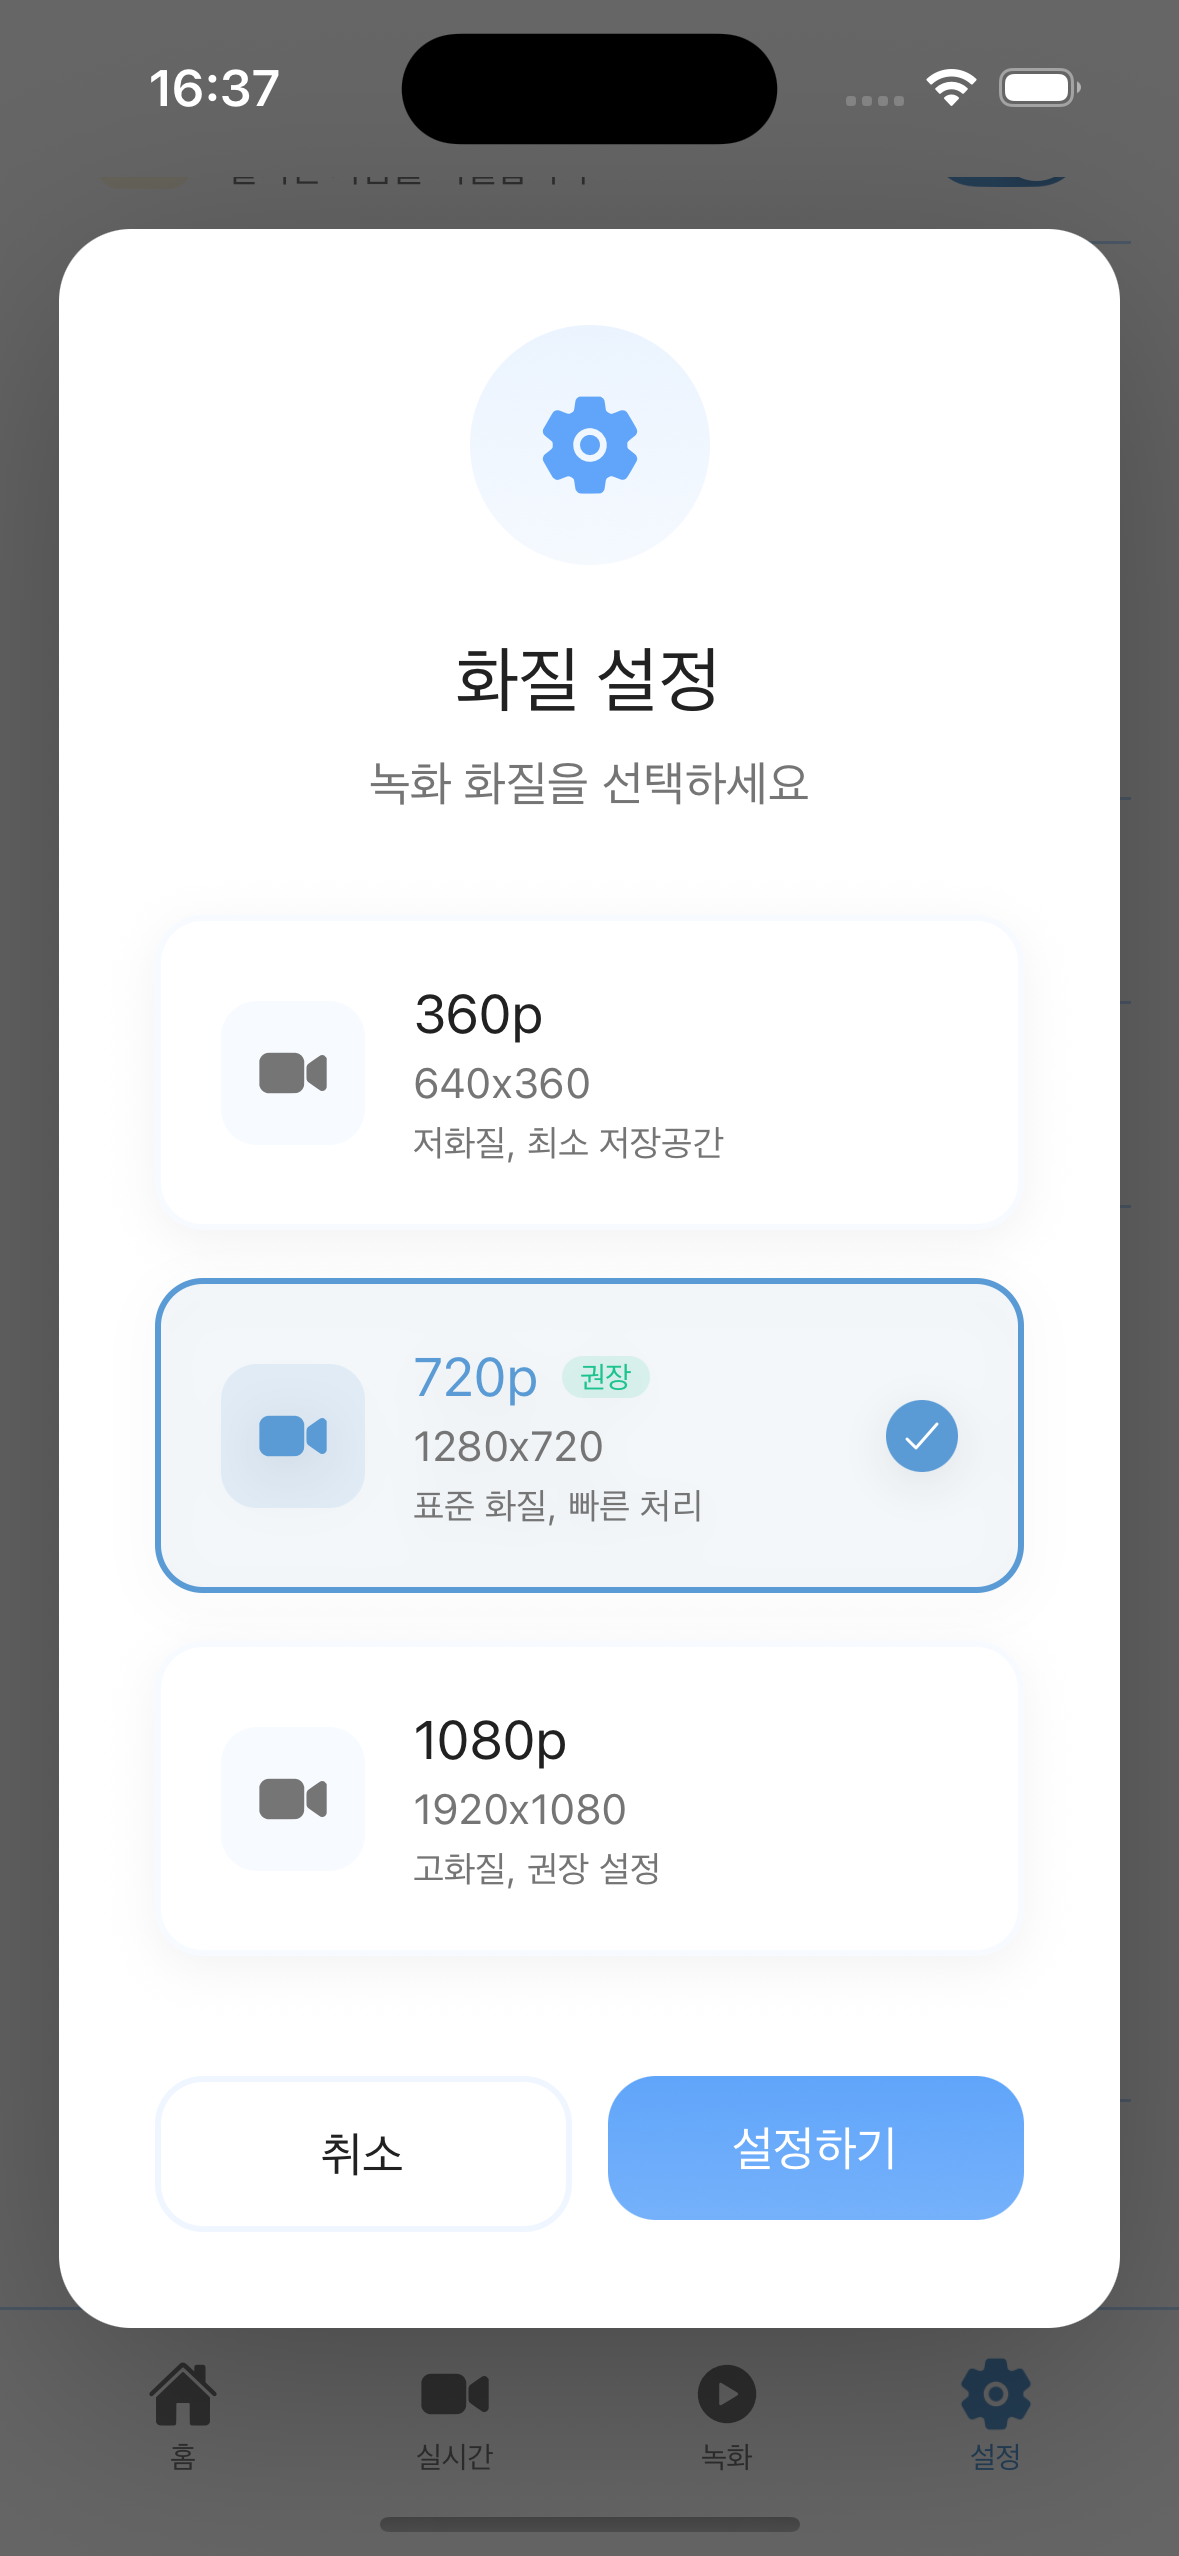 16:37
화질 설정
녹화 화질을 선택하세요
360p
640x360
저화질, 최소 저장공간
720p 권장
1280x720
표준 화질, 빠른 처리
1080p
1920x1080
고화질, 권장 설정
취소 설정하기
홈 실시간 녹화 설정